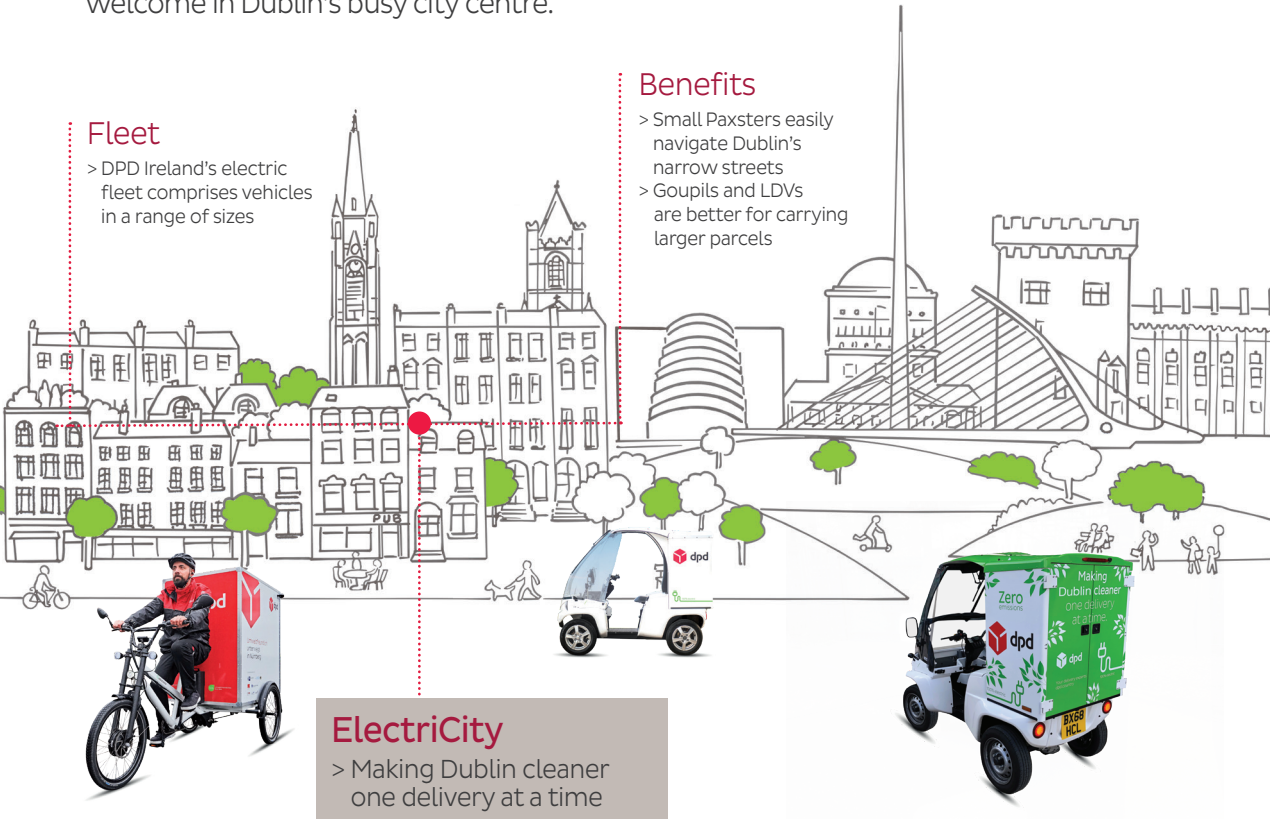 welcome in Dublin's busy city centre.
Fleet
> DPD Ireland's electric
fleet comprises vehicles
in a range of sizes
Benefits
> Small Paxsters easily
navigate Dublin's
narrow streets
> Goupils and LDVs
are better for carrying
larger parcels
PUB
dpd
Zero
emissions
dpd
Making
Dublin cleaner
one delivery
at a time.
dpd
BX68
HCL
ElectriCity
> Making Dublin cleaner
one delivery at a time